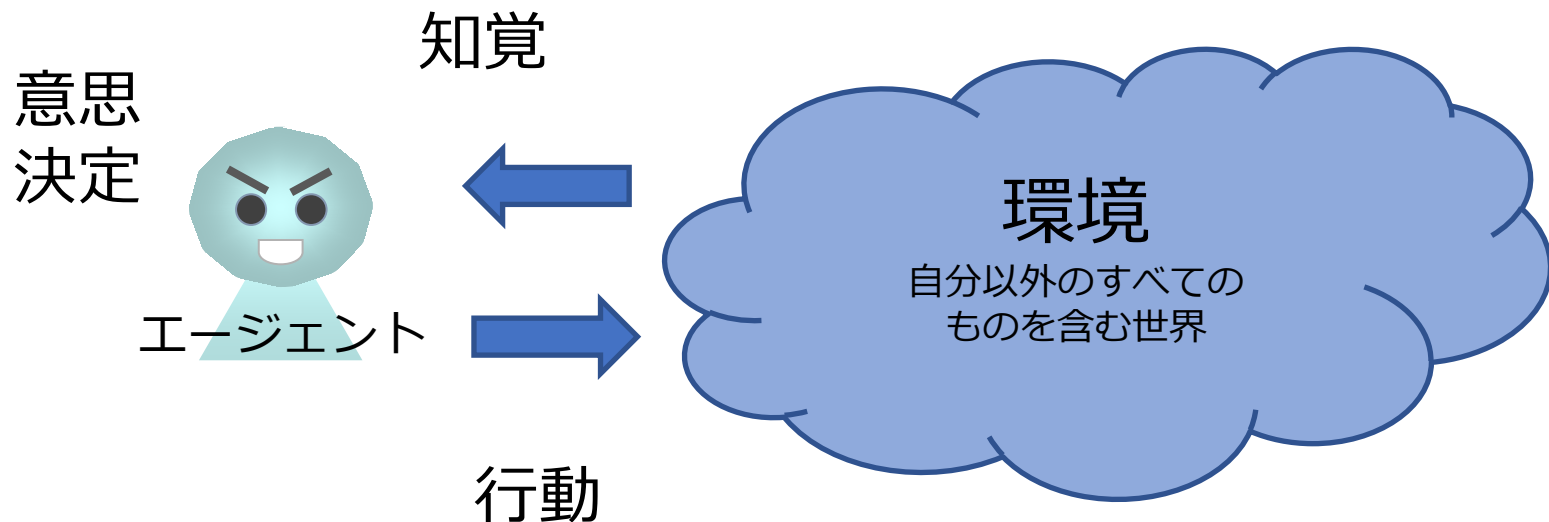 知覚
意思
決定
エージェント
環境
自分以外のすべての
ものを含む世界
行動